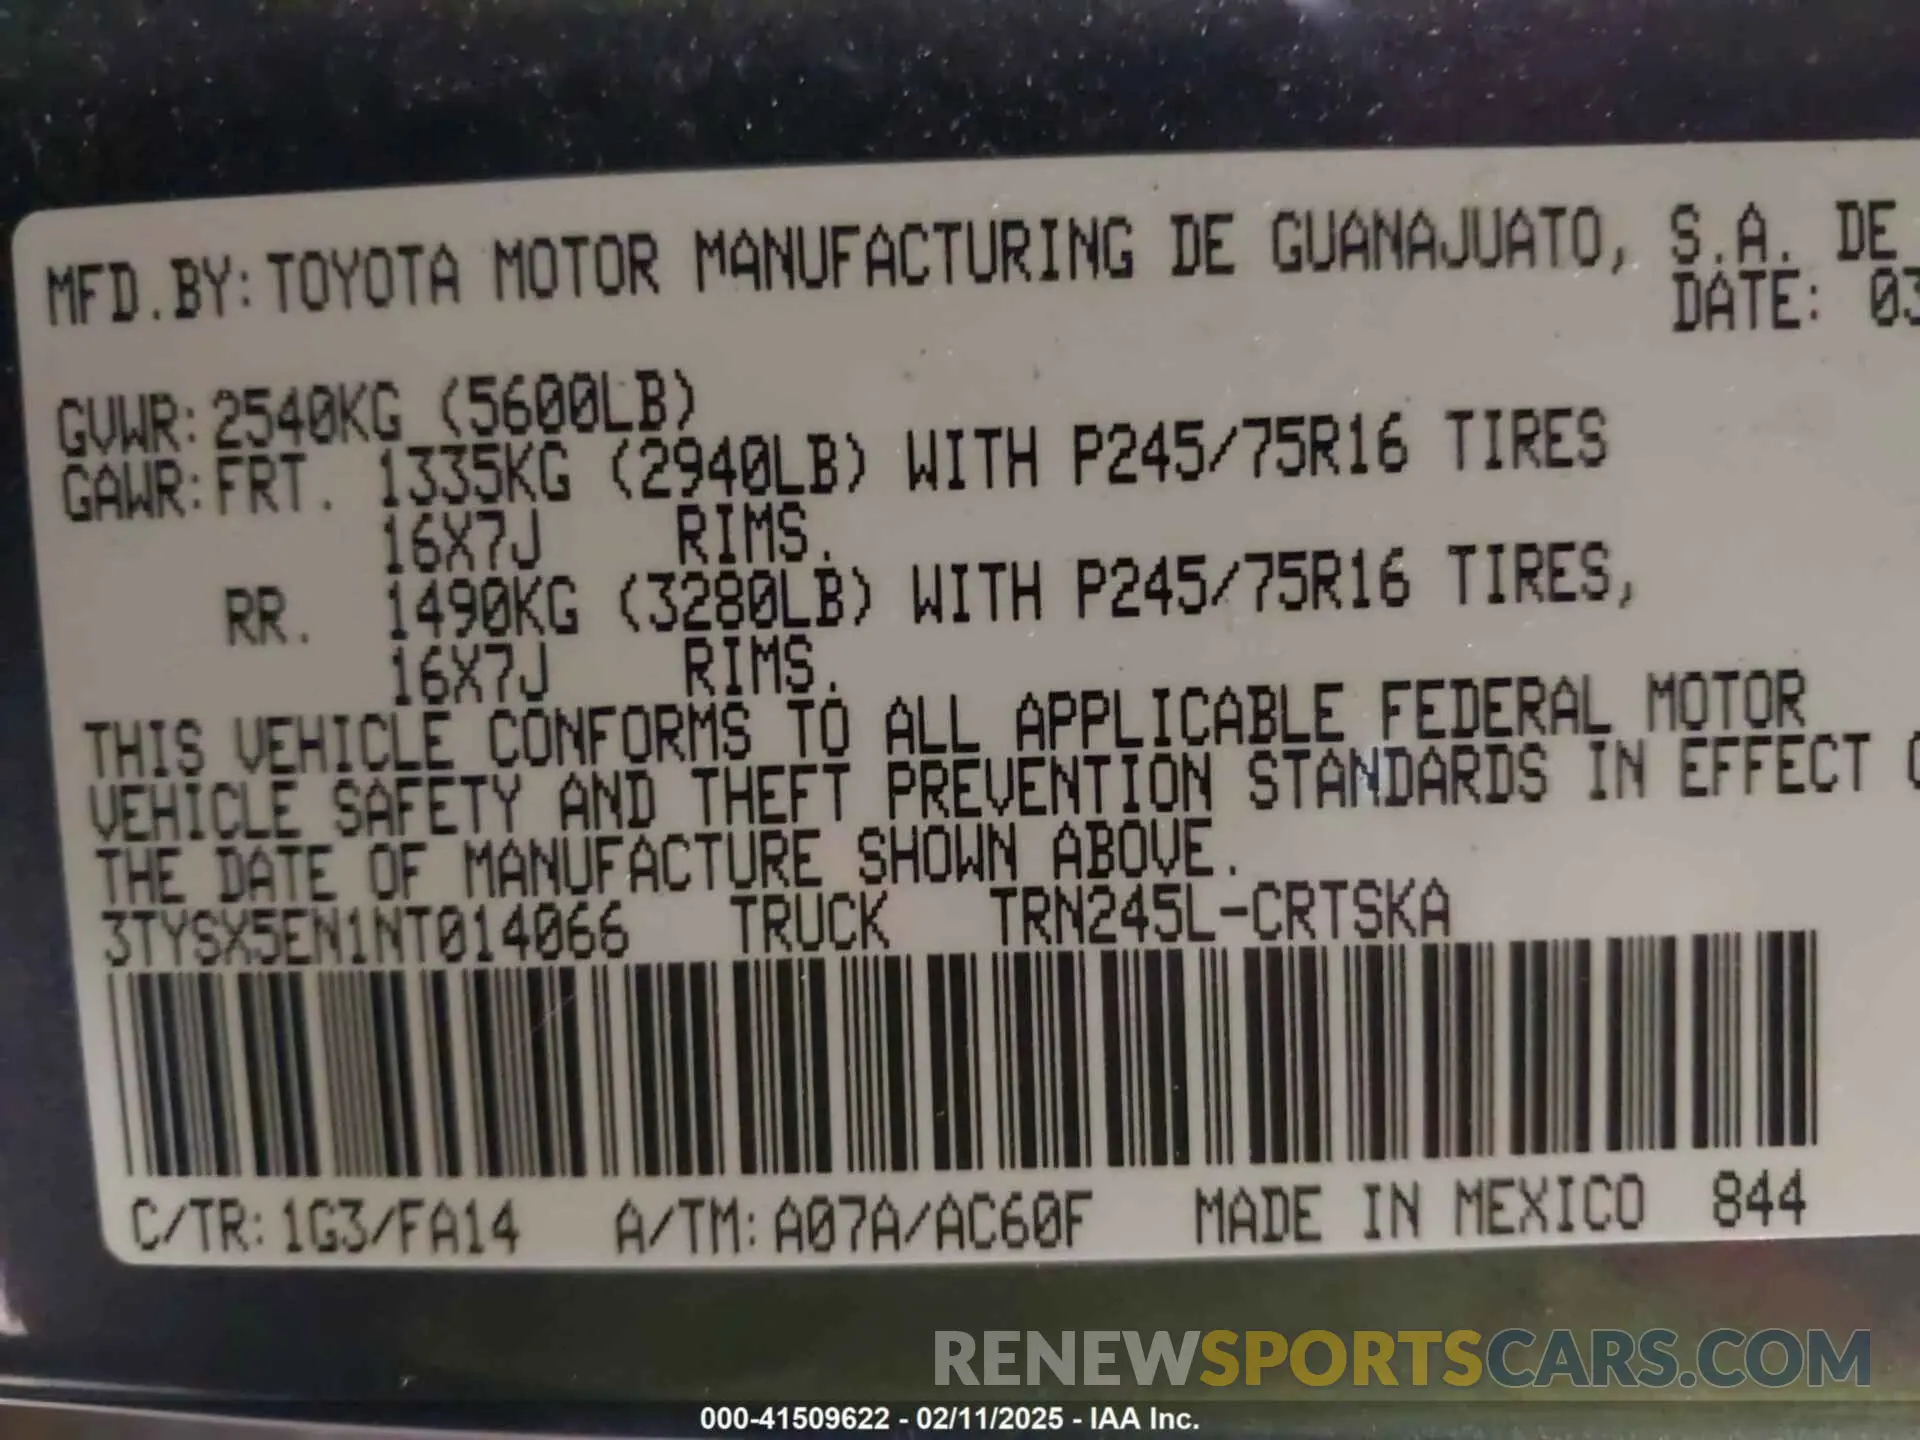 MFD.BY: TOYOTA MOTOR MANUFACTURING DE GUANAJUATO, S.A. DE
DATE: 03
GVWR: 2540KG (5600LB)
GAWR: FRT. 1335KG (2940LB) WITH P245/75R16 TIRES
16X7J RIMS.
RR. 1490KG (3280LB) WITH P245/75R16 TIRES,
16X7J RIMS.
THIS VEHICLE CONFORMS TO ALL APPLICABLE FEDERAL MOTOR
VEHICLE SAFETY AND THEFT PREVENTION STANDARDS IN EFFECT
THE DATE OF MANUFACTURE SHOWN ABOVE.
3TYSX5EN1NT014066 TRUCK TRN245L-CRTSKA
C/TR: 1G3/FA14 A/TM: A07A/AC60F MADE IN MEXICO 844
RENEWSPORTSCARS.COM
000-41509622 - 02/11/2025 - IAA Inc.